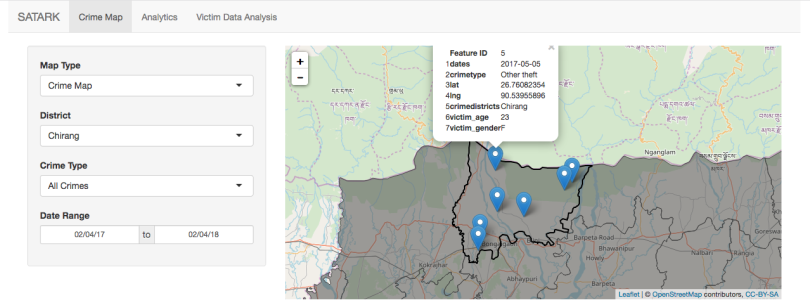 SATARK Crime Map Analytics Victim Data Analysis
Map Type
Crime Map
District
Chirang
Crime Type
All Crimes
Date Range
02/04/17 to 02/04/18
+
−
×
Feature ID 5
1dates 2017-05-05
2crimetype Other theft
3lat 26.76082354
4lng 90.53955896
5crimedistricts Chirang
6victim_age 23
7victim_gender F
Nganglam
Barpeta Road
Bhawanipur
Howly
Nalbari
Rangia
Kokrajhar
Abhaypuri
Barpeta
Leaflet | © OpenStreetMap contributors, CC-BY-SA